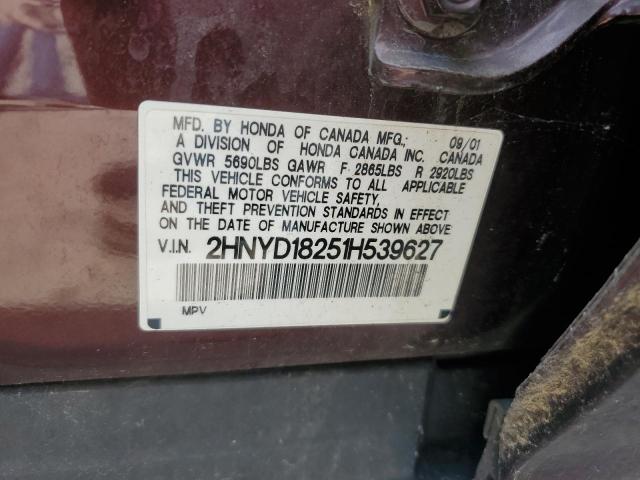 MFD. BY HONDA OF CANADA MFG.; 09/01
A DIVISION OF HONDA CANADA INC. CANADA
GVWR 5690LBS GAWR F 2865LBS R 2920LBS
THIS VEHICLE CONFORMS TO ALL APPLICABLE
FEDERAL MOTOR VEHICLE SAFETY,
AND THEFT PREVENTION STANDARDS IN EFFECT
ON THE DATE OF MANUFACTURE SHOWN ABOVE
V.I.N. 2HNYD18251H539627
MPV